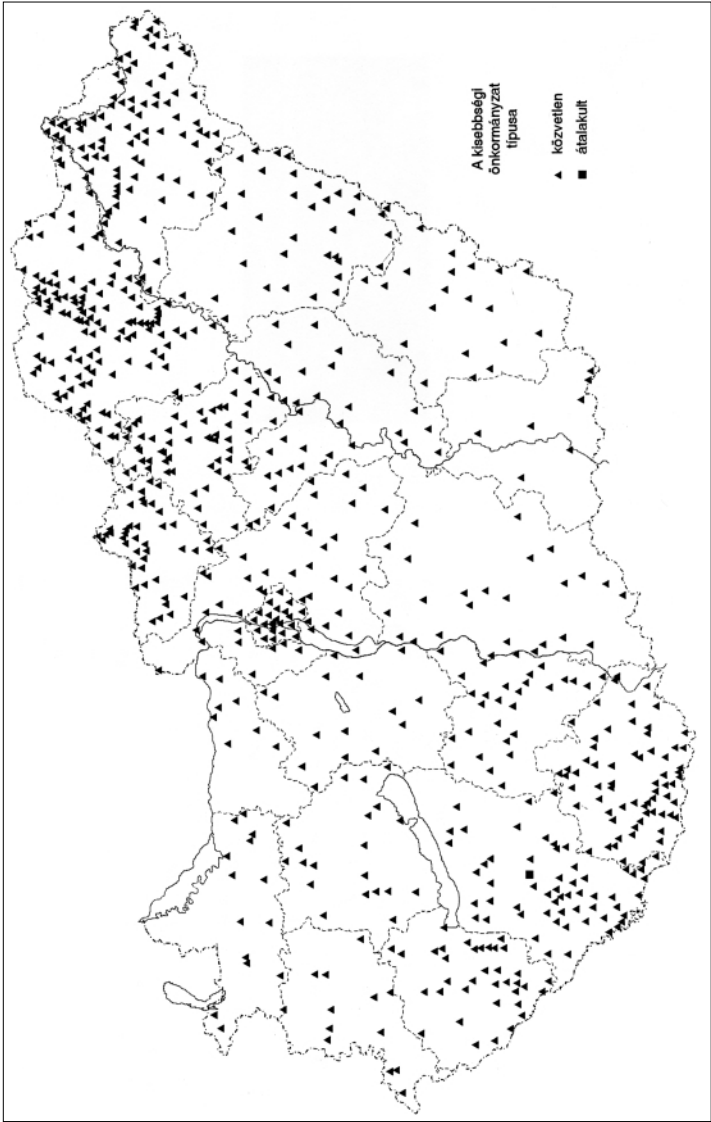 A kisebbségi
önkormányzat
típusa
közvetlen
átalakult